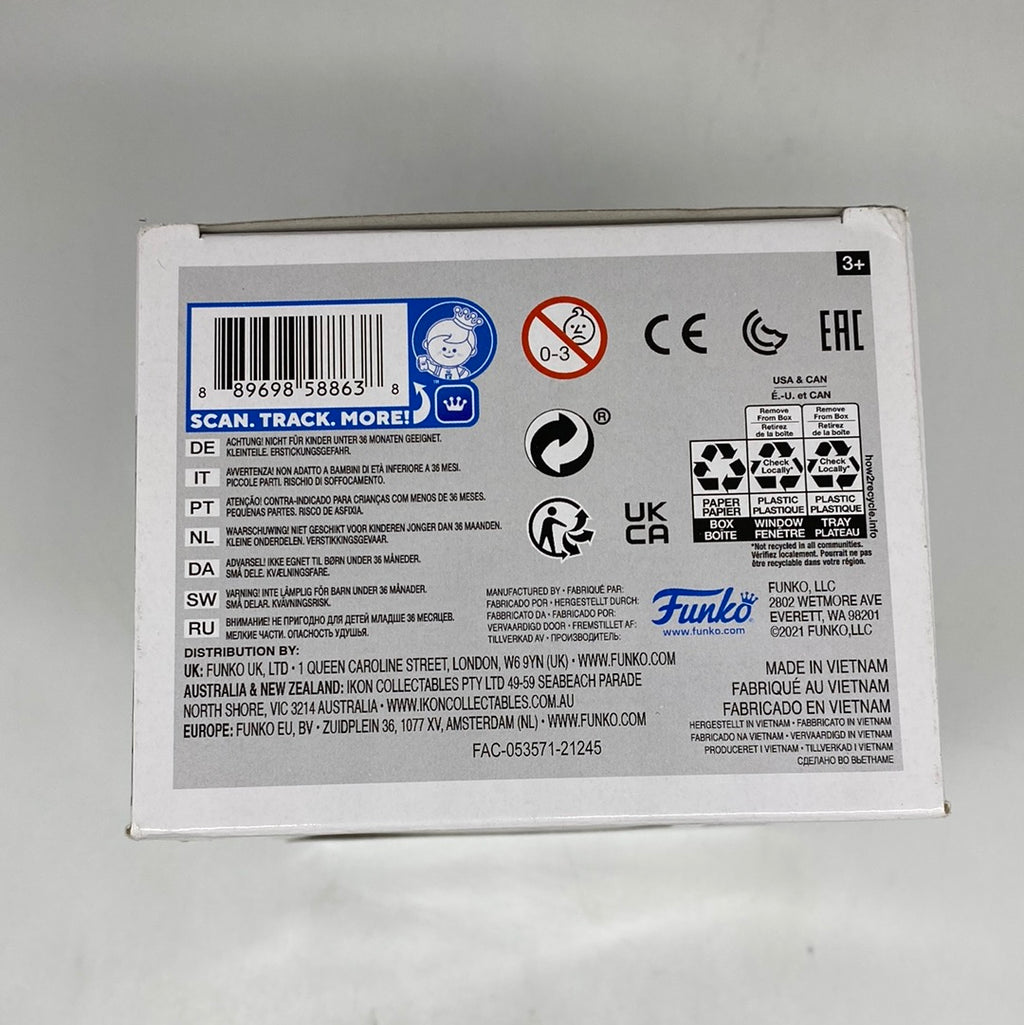 3+
8 89698 58863 8
SCAN. TRACK. MORE!
™
0-3
CE
EAC
®
UK
CA
USA & CAN
É.-U. et CAN
Remove From Box
Retirez de la boîte
Remove From Box
Retirez de la boîte
Check Locally*
Check Locally*
PAPER
PAPIER
BOX
BOÎTE
PLASTIC
PLASTIQUE
WINDOW
FENÊTRE
PLASTIC
PLASTIQUE
TRAY
PLATEAU
how2recycle.info
*Not recycled in all communities.
Vérifiez localement. Pourrait ne pas
être recyclable dans votre région.
DE ACHTUNG! NICHT FÜR KINDER UNTER 36 MONATEN GEEIGNET.
KLEINTEILE. ERSTICKUNGSGEFAHR.
IT AVVERTENZA! NON ADATTO A BAMBINI DI ETÀ INFERIORE A 36 MESI.
PICCOLE PARTI. RISCHIO DI SOFFOCAMENTO.
PT ATENÇÃO! CONTRA-INDICADO PARA CRIANÇAS COM MENOS DE 36 MESES.
PEQUENAS PARTES. RISCO DE ASFIXIA.
NL WAARSCHUWING! NIET GESCHIKT VOOR KINDEREN JONGER DAN 36 MAANDEN.
KLEINE ONDERDELEN. VERSTIKKINGSGEVAAR.
DA ADVARSEL! IKKE EGNET TIL BØRN UNDER 36 MÅNEDER.
SMÅ DELE. KVÆLNINGSFARE.
SW VARNING! INTE LÄMPLIG FÖR BARN UNDER 36 MÅNADER.
SMÅ DELAR. KVÄVNINGSRISK.
RU ВНИМАНИЕ! НЕ ПРИГОДНО ДЛЯ ДЕТЕЙ МЛАДШЕ 36 МЕСЯЦЕВ.
МЕЛКИЕ ЧАСТИ. ОПАСНОСТЬ УДУШЬЯ.
MANUFACTURED BY • FABRIQUÉ PAR:
FABRICADO POR • HERGESTELLT DURCH:
FABBRICATO DA • FABRICADO POR:
VERVAARDIGD DOOR • FREMSTILLET AF:
TILLVERKAD AV • ПРОИЗВОДИТЕЛЬ:
Funko
www.funko.com
FUNKO, LLC
2802 WETMORE AVE
EVERETT, WA 98201
©2021 FUNKO,LLC
DISTRIBUTION BY:
UK: FUNKO UK, LTD • 1 QUEEN CAROLINE STREET, LONDON, W6 9YN (UK) • WWW.FUNKO.COM
AUSTRALIA & NEW ZEALAND: IKON COLLECTABLES PTY LTD 49-59 SEABEACH PARADE
NORTH SHORE, VIC 3214 AUSTRALIA • WWW.IKONCOLLECTABLES.COM.AU
EUROPE: FUNKO EU, BV • ZUIDPLEIN 36, 1077 XV, AMSTERDAM (NL) • WWW.FUNKO.COM
FAC-053571-21245
MADE IN VIETNAM
FABRIQUÉ AU VIETNAM
FABRICADO EN VIETNAM
HERGESTELLT IN VIETNAM • FABBRICATO IN VIETNAM
FABRICADO NA VIETNAM • VERVAARDIGD IN VIETNAM
PRODUCERET I VIETNAM • TILLVERKAD I VIETNAM
СДЕЛАНО ВО ВЬЕТНАМЕ